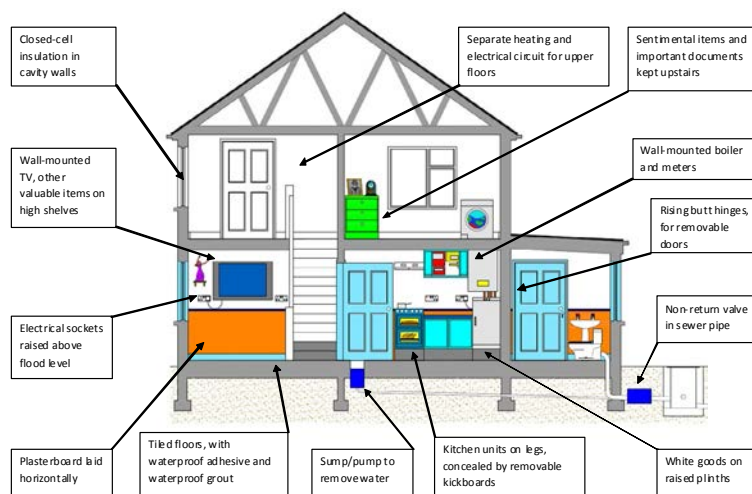 Closed-cell
insulation in
cavity walls
Separate heating and
electrical circuit for upper
floors
Sentimental items and
important documents
kept upstairs
Wall-mounted
TV, other
valuable items on
high shelves
Wall-mounted boiler
and meters
Rising butt hinges,
for removable
doors
Non-return valve
in sewer pipe
Electrical sockets
raised above
flood level
Plasterboard laid
horizontally
Tiled floors, with
waterproof adhesive and
waterproof grout
Sump/pump to
remove water
Kitchen units on legs,
concealed by removable
kickboards
White goods on
raised plinths